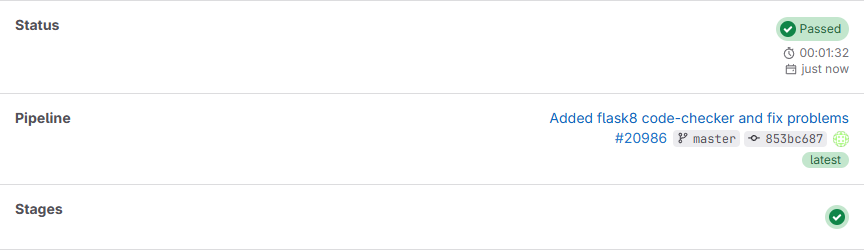 Status
Passed
00:01:32
just now
Pipeline
Added flask8 code-checker and fix problems
#20986 master 853bc687
latest
Stages